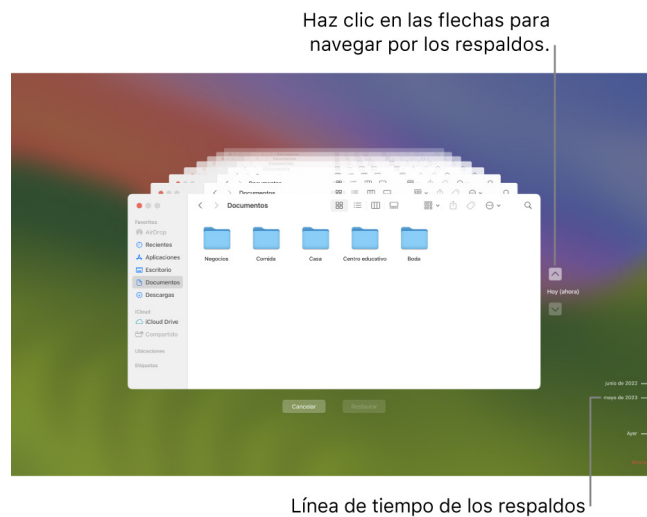 Haz clic en las flechas para
navegar por los respaldos.
Documentos
Favoritos
AirDrop
Recientes
Aplicaciones
Escritorio
Documentos
Descargas
iCloud
iCloud Drive
Compartido
Ubicaciones
Etiquetas
Negocios
Comida
Casa
Centro educativo
Boda
Hoy (ahora)
Cancelar
Restaurar
junio de 2023
mayo de 2023
Ayer
Línea de tiempo de los respaldos